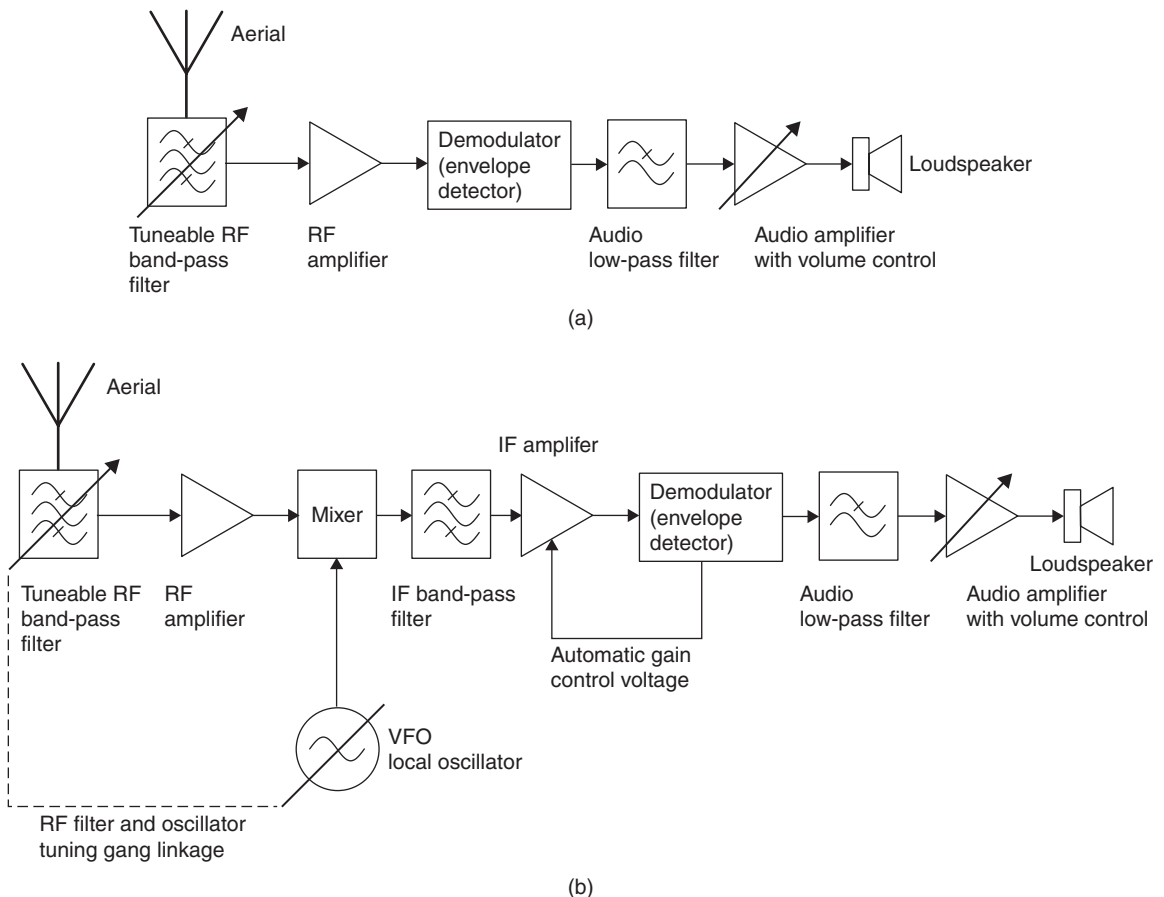 Aerial
Demodulator
(envelope
detector)
Loudspeaker
Tuneable RF
band-pass
filter
RF
amplifier
Audio
low-pass filter
Audio amplifier
with volume control
(a)
Aerial
IF amplifer
Mixer
Demodulator
(envelope
detector)
Loudspeaker
Tuneable RF
band-pass
filter
RF
amplifier
IF band-pass
filter
Audio
low-pass filter
Audio amplifier
with volume control
Automatic gain
control voltage
VFO
local oscillator
RF filter and oscillator
tuning gang linkage
(b)